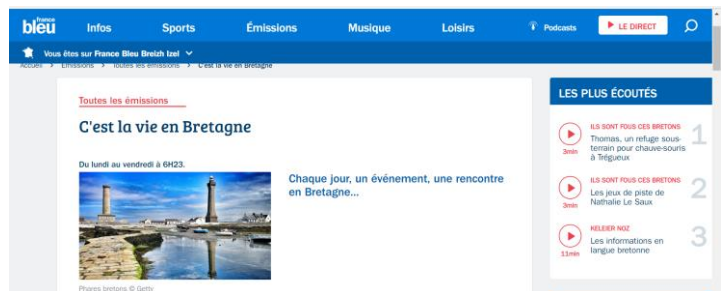 france
bleu
Infos
Sports
Émissions
Musique
Loisirs
Podcasts
LE DIRECT
Vous êtes sur France Bleu Breizh Izel
Accueil > Émissions > Toutes les émissions > C'est la vie en Bretagne
Toutes les émissions
C'est la vie en Bretagne
Du lundi au vendredi à 6H23.
Chaque jour, un événement, une rencontre
en Bretagne...
Phares bretons © Getty
LES PLUS ÉCOUTÉS
3min
ILS SONT FOUS CES BRETONS
Thomas, un refuge sous-
terrain pour chauve-souris
à Trégueux
1
3min
ILS SONT FOUS CES BRETONS
Les jeux de piste de
Nathalie Le Saux
2
11min
KELEIER NOZ
Les informations en
langue bretonne
3